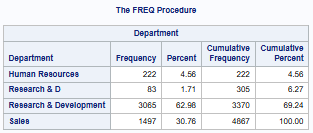 The FREQ Procedure
Department
Department Frequency Percent Cumulative Frequency Cumulative Percent
Human Resources 222 4.56 222 4.56
Research & D 83 1.71 305 6.27
Research & Development 3065 62.98 3370 69.24
Sales 1497 30.76 4867 100.00